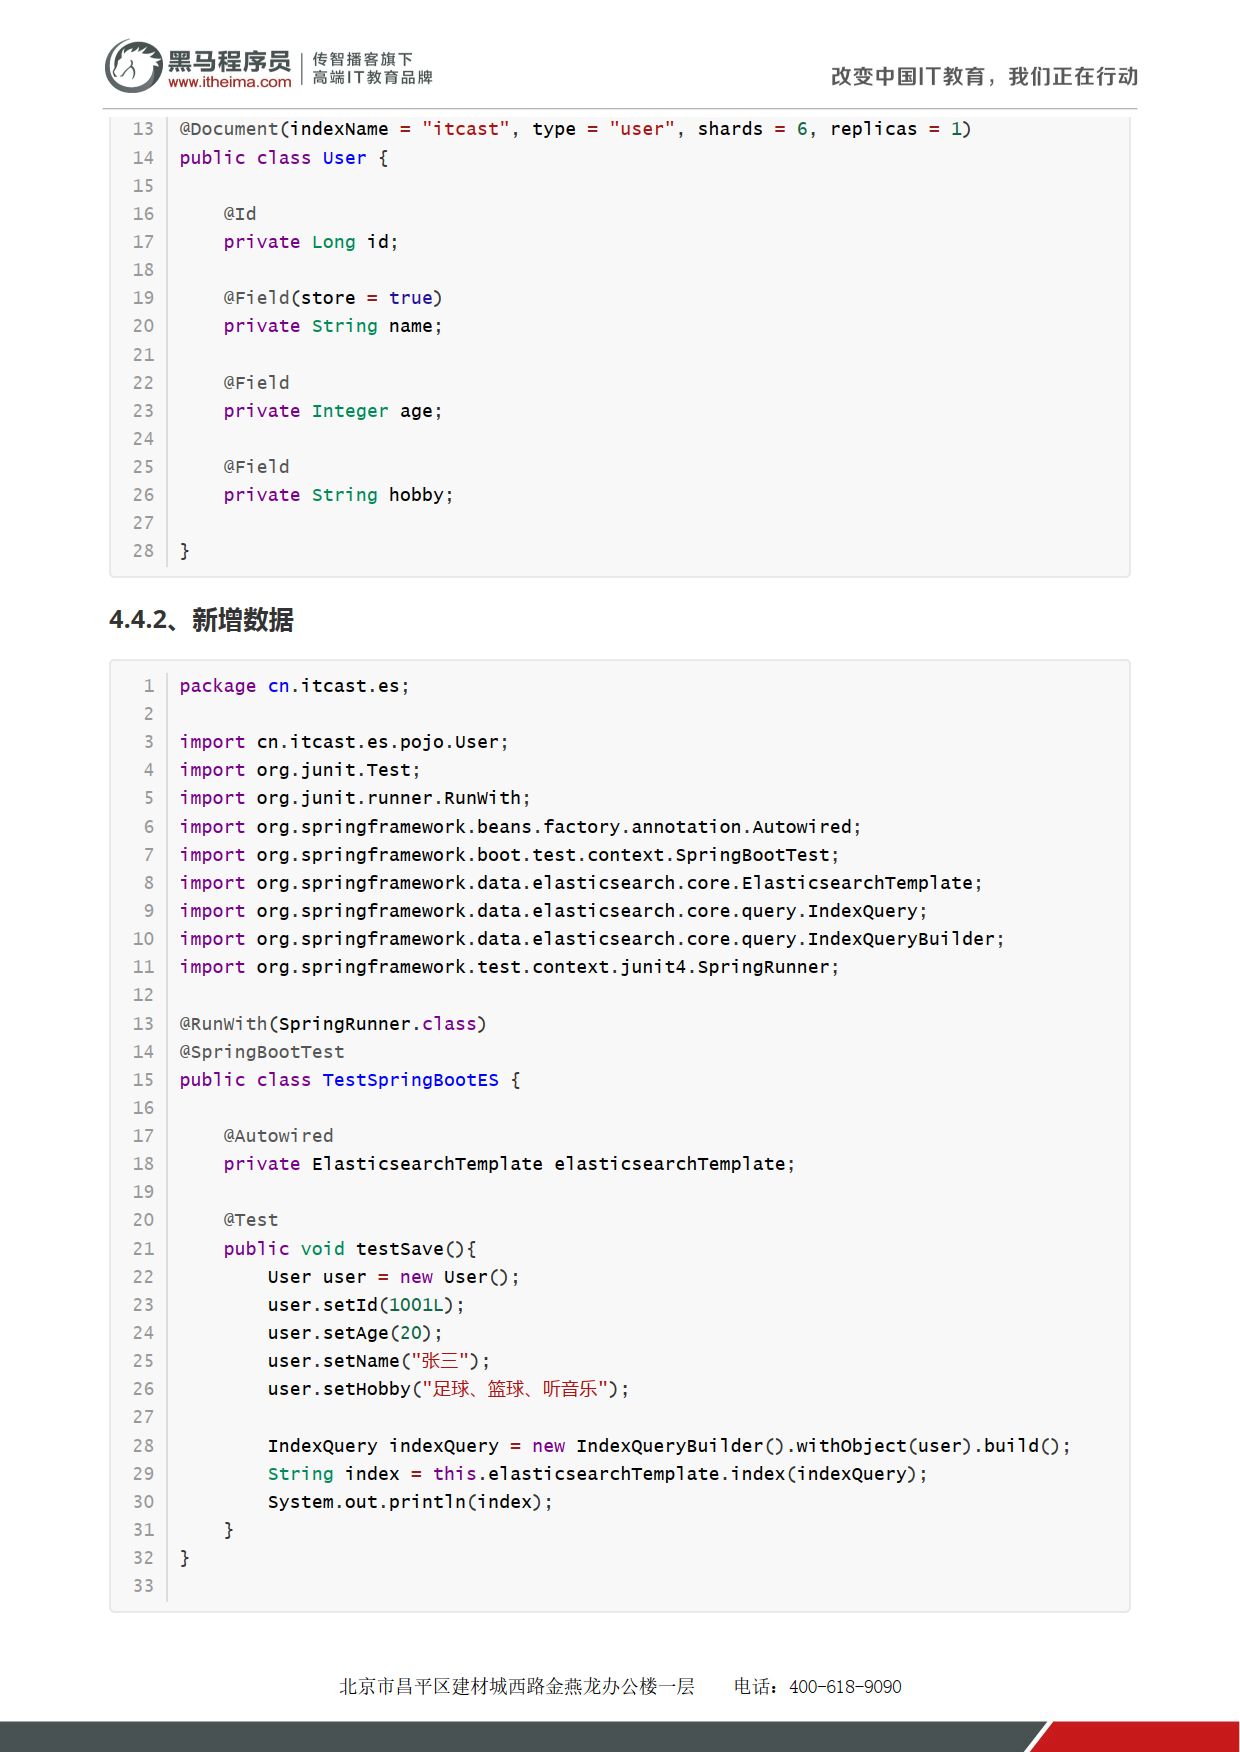 黑马程序员 传智播客旗下
www.itheima.com 高端IT教育品牌
改变中国IT教育，我们正在行动
13 @Document(indexName = "itcast", type = "user", shards = 6, replicas = 1)
14 public class User {
15
16     @Id
17     private Long id;
18
19     @Field(store = true)
20     private String name;
21
22     @Field
23     private Integer age;
24
25     @Field
26     private String hobby;
27
28 }
4.4.2、新增数据
1 package cn.itcast.es;
2
3 import cn.itcast.es.pojo.User;
4 import org.junit.Test;
5 import org.junit.runner.RunWith;
6 import org.springframework.beans.factory.annotation.Autowired;
7 import org.springframework.boot.test.context.SpringBootTest;
8 import org.springframework.data.elasticsearch.core.ElasticsearchTemplate;
9 import org.springframework.data.elasticsearch.core.query.IndexQuery;
10 import org.springframework.data.elasticsearch.core.query.IndexQueryBuilder;
11 import org.springframework.test.context.junit4.SpringRunner;
12
13 @RunWith(SpringRunner.class)
14 @SpringBootTest
15 public class TestSpringBootES {
16
17     @Autowired
18     private ElasticsearchTemplate elasticsearchTemplate;
19
20     @Test
21     public void testSave(){
22         User user = new User();
23         user.setId(1001L);
24         user.setAge(20);
25         user.setName("张三");
26         user.setHobby("足球、篮球、听音乐");
27
28         IndexQuery indexQuery = new IndexQueryBuilder().withObject(user).build();
29         String index = this.elasticsearchTemplate.index(indexQuery);
30         System.out.println(index);
31     }
32 }
33
北京市昌平区建材城西路金燕龙办公楼一层 电话：400-618-9090